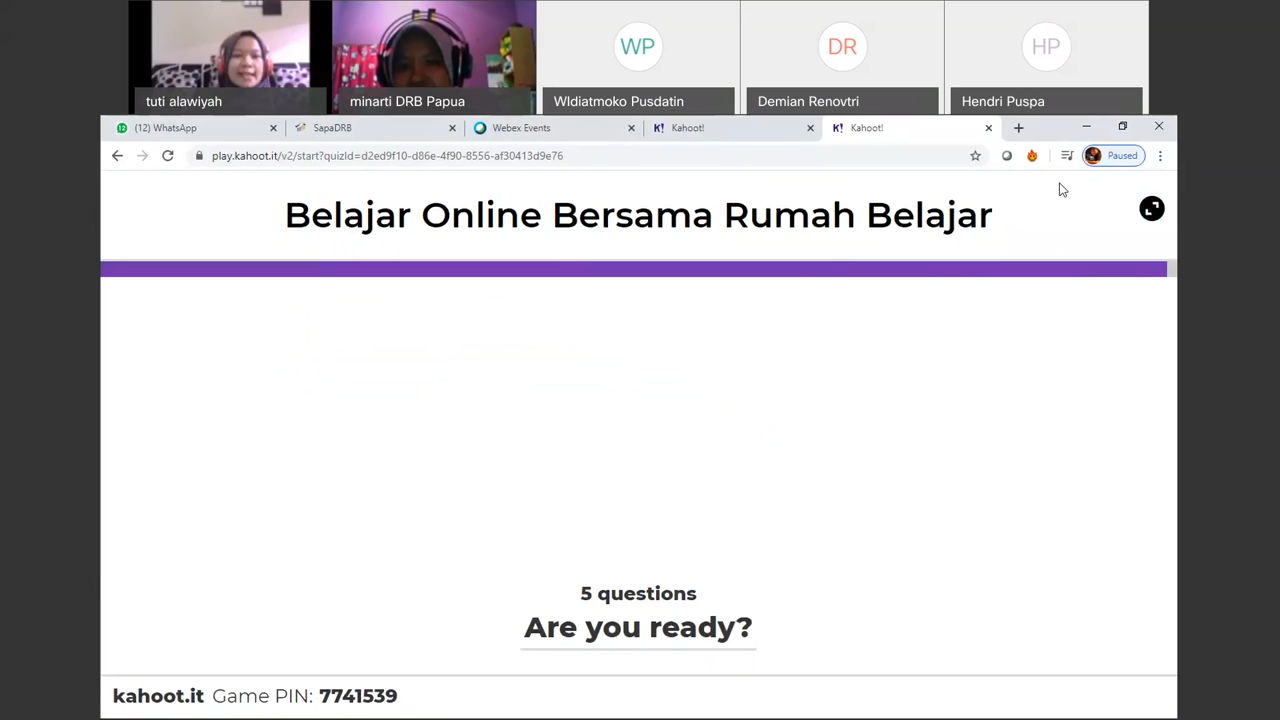 WP
DR
HP
tuti alawiyah
minarti DRB Papua
WIdiatmoko Pusdatin
Demian Renovtri
Hendri Puspa
12
(12) WhatsApp
SapaDRB
Webex Events
K! Kahoot!
K! Kahoot!
play.kahoot.it/v2/start?quizId=d2ed9f10-d86e-4f90-8556-af30413d9e76
Paused
Belajar Online Bersama Rumah Belajar
5 questions
Are you ready?
kahoot.it Game PIN: 7741539